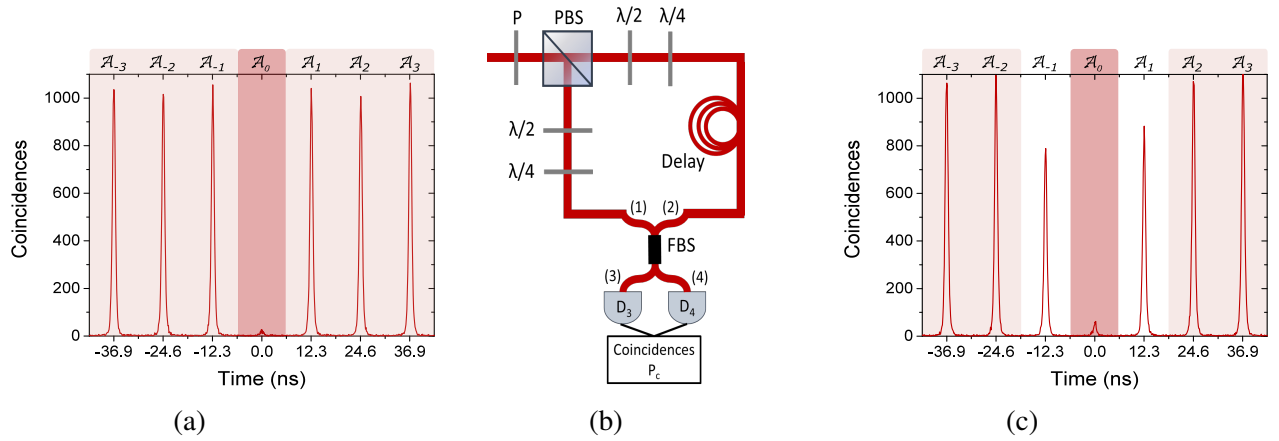 𝒜₋₃ 𝒜₋₂ 𝒜₋₁ 𝒜₀ 𝒜₁ 𝒜₂ 𝒜₃
1000
800
600
400
200
0
Coincidences
-36.9 -24.6 -12.3 0.0 12.3 24.6 36.9
Time (ns)
(a)
P PBS λ/2 λ/4
λ/2
λ/4
Delay
(1) (2)
FBS
(3) (4)
D₃ D₄
Coincidences
P_c
(b)
𝒜₋₃ 𝒜₋₂ 𝒜₋₁ 𝒜₀ 𝒜₁ 𝒜₂ 𝒜₃
1000
800
600
400
200
0
Coincidences
-36.9 -24.6 -12.3 0.0 12.3 24.6 36.9
Time (ns)
(c)